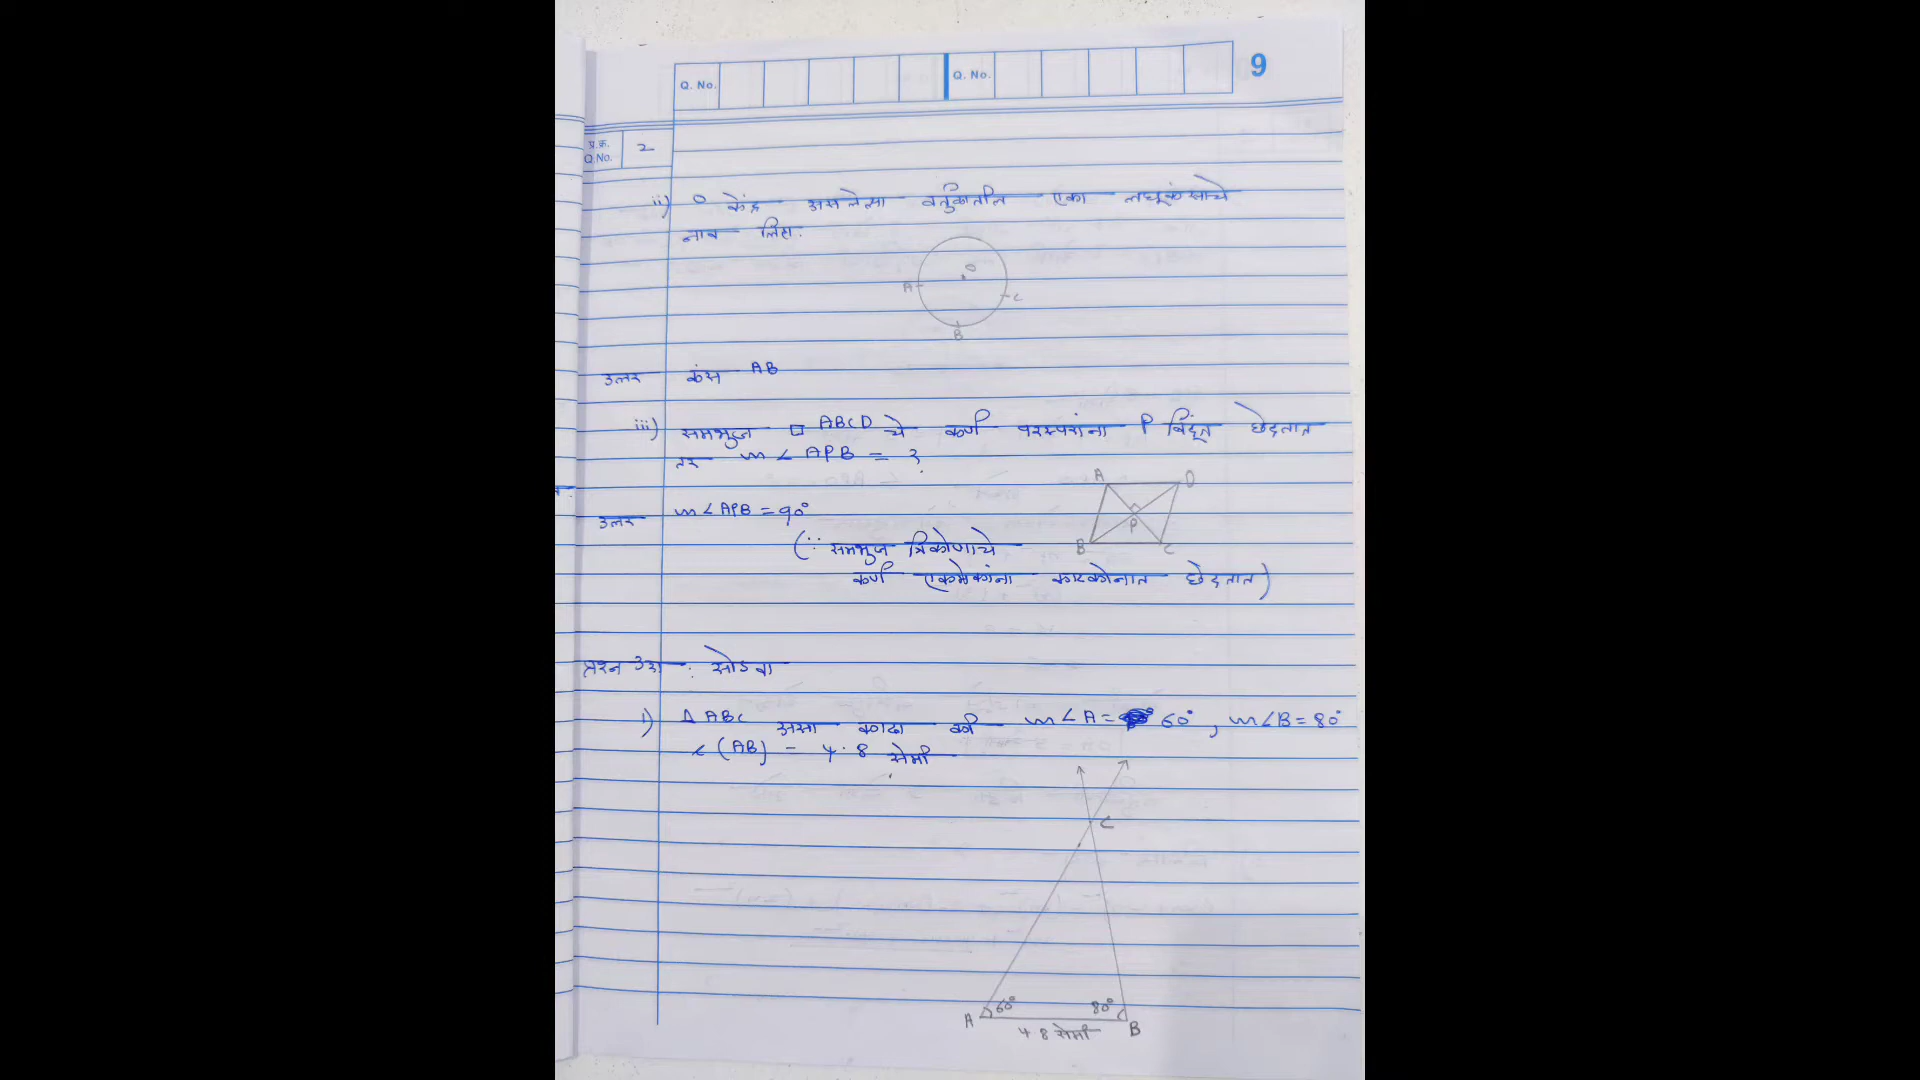 Q. No. Q. No. 9
प्र.क्र.
Q No. 2
ii) O केंद्र असलेल्या वर्तुळातील एका लघुकंसाचे
नाव लिहा.
O
A
C
B
उत्तर कंस AB
iii) समभुज □ ABCD चे कर्ण परस्परांना P बिंदूत छेदतात
तर m ∠ APB = ?
A D
उत्तर m∠APB = 90°
P
B C
(∵ समभुज त्रिकोणाचे
कर्ण एकमेकांना काटकोनात छेदतात)
प्रश्न 3रा : सोडवा
i) Δ ABC असा काढा की m∠A = 60°, m∠B = 80°
l (AB) = 4.8 सेमी
C
60° 80°
A B
4.8 सेमी